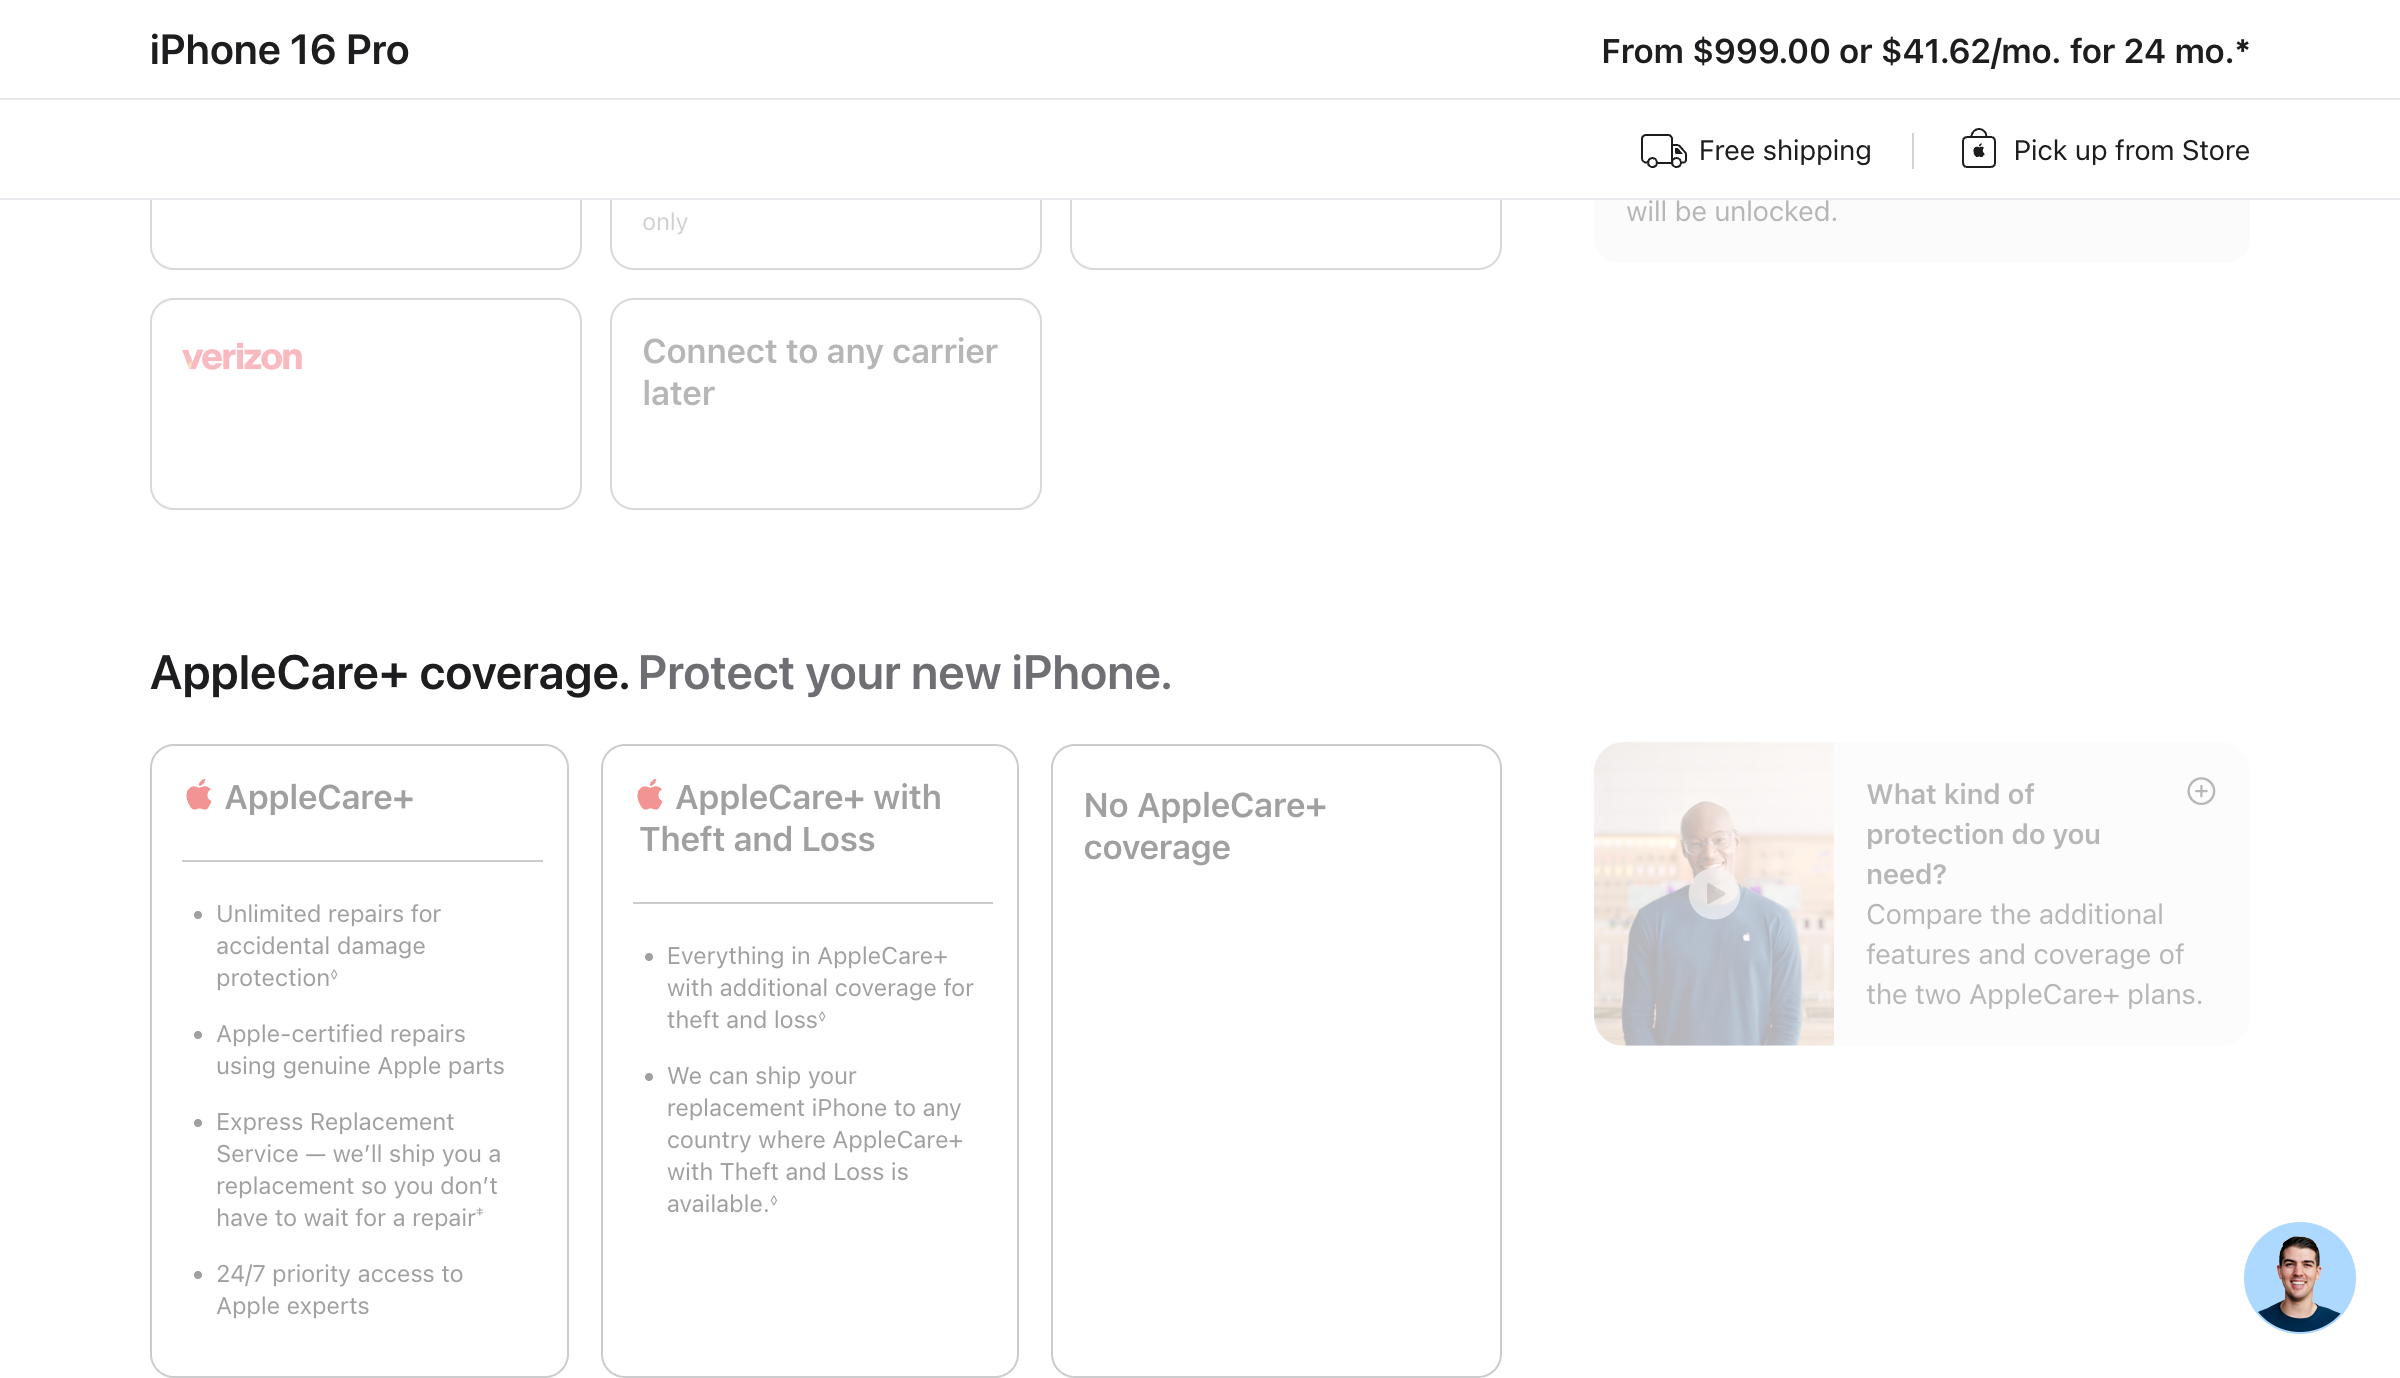 iPhone 16 Pro
From $999.00 or $41.62/mo. for 24 mo.*
Free shipping
Pick up from Store
only
will be unlocked.
verizon
Connect to any carrier
later
AppleCare+ coverage. Protect your new iPhone.
AppleCare+
Unlimited repairs for
accidental damage
protection◊
Apple-certified repairs
using genuine Apple parts
Express Replacement
Service — we’ll ship you a
replacement so you don’t
have to wait for a repair‡
24/7 priority access to
Apple experts
AppleCare+ with
Theft and Loss
Everything in AppleCare+
with additional coverage for
theft and loss◊
We can ship your
replacement iPhone to any
country where AppleCare+
with Theft and Loss is
available.◊
No AppleCare+
coverage
What kind of
protection do you
need?
Compare the additional
features and coverage of
the two AppleCare+ plans.